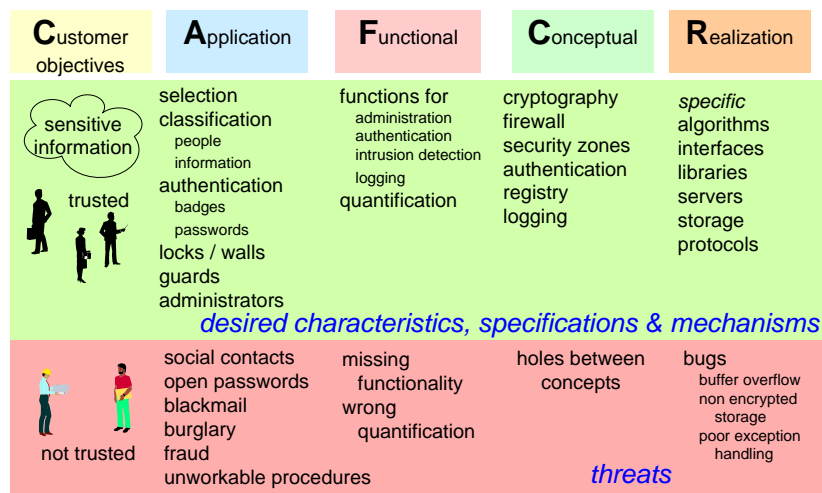 Customer objectives
Application
Functional
Conceptual
Realization
sensitive
information
trusted
selection
classification
people
information
authentication
badges
passwords
locks / walls
guards
administrators
functions for
administration
authentication
intrusion detection
logging
quantification
cryptography
firewall
security zones
authentication
registry
logging
specific
algorithms
interfaces
libraries
servers
storage
protocols
desired characteristics, specifications & mechanisms
not trusted
social contacts
open passwords
blackmail
burglary
fraud
unworkable procedures
missing
functionality
wrong
quantification
holes between
concepts
bugs
buffer overflow
non encrypted
storage
poor exception
handling
threats